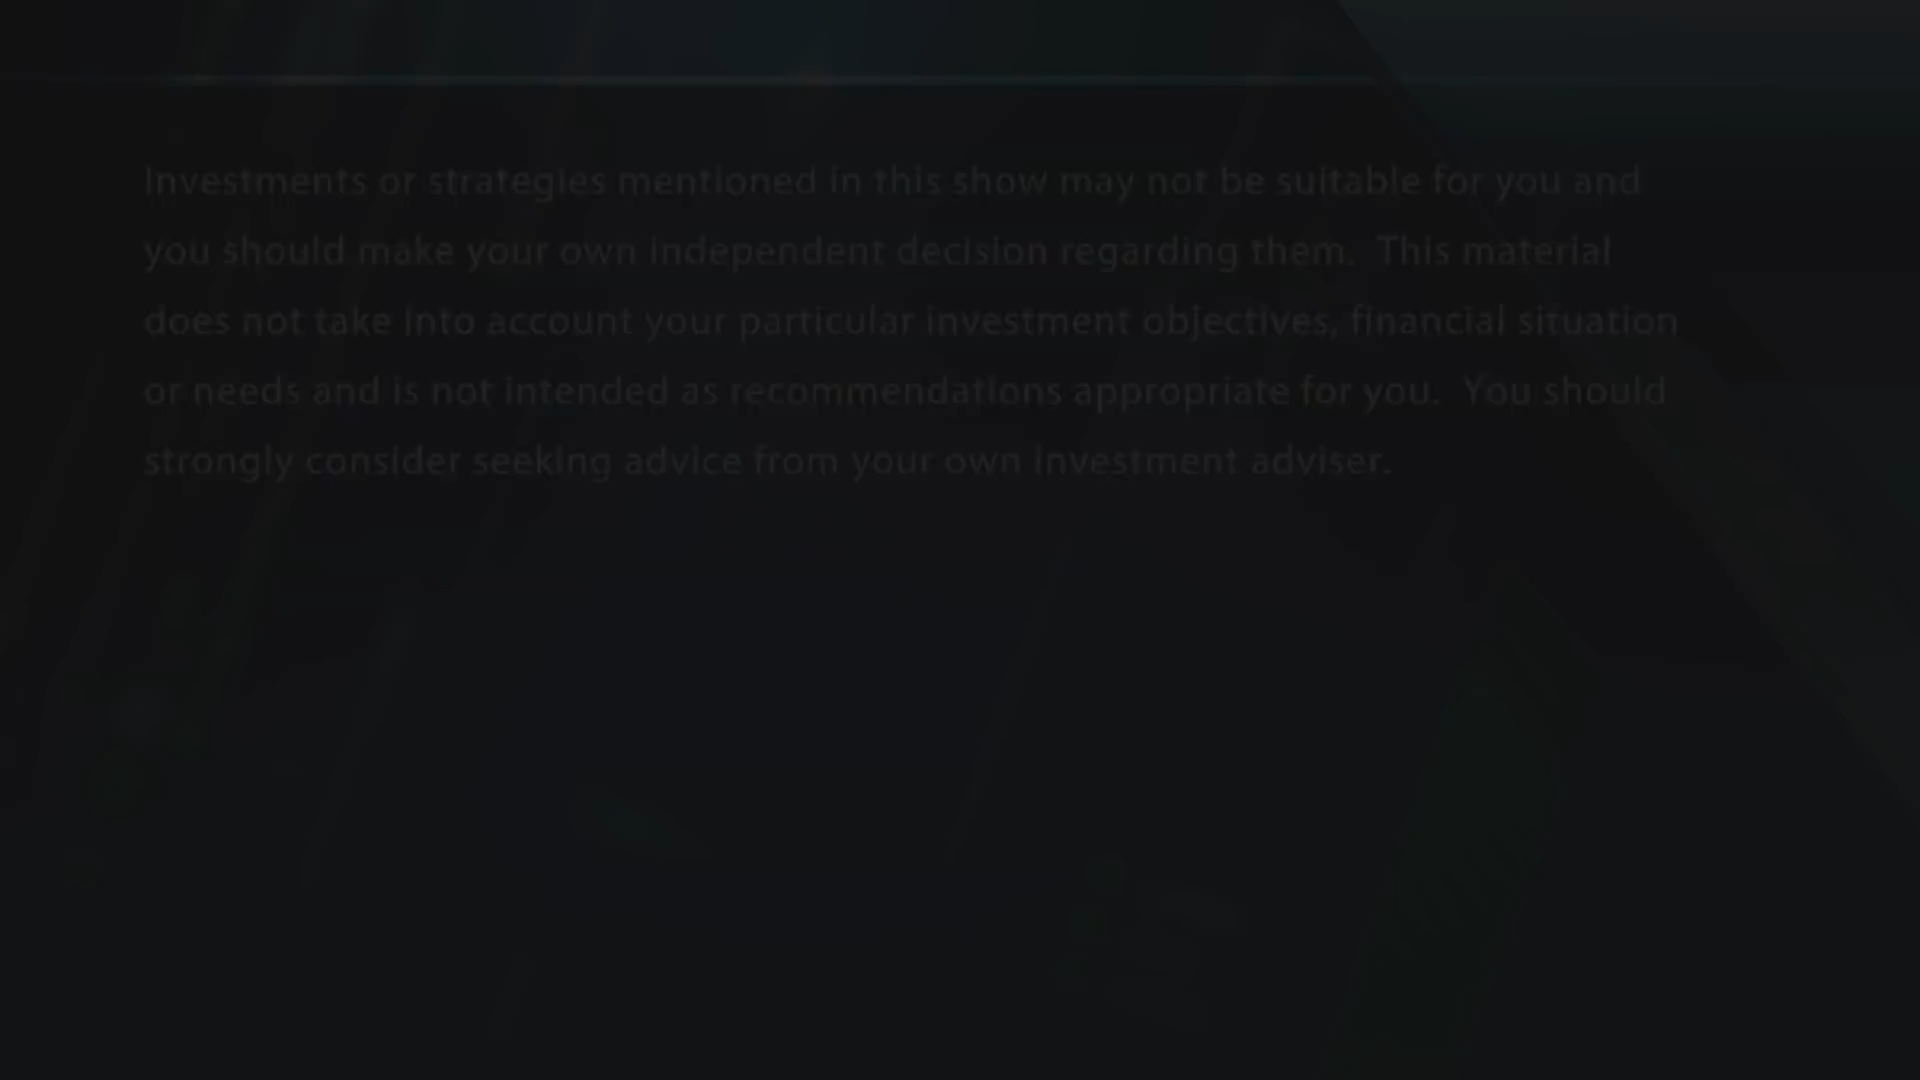 Investments or strategies mentioned in this show may not be suitable for you and
you should make your own independent decision regarding them.  This material
does not take into account your particular investment objectives, financial situation
or needs and is not intended as recommendations appropriate for you.  You should
strongly consider seeking advice from your own investment adviser.